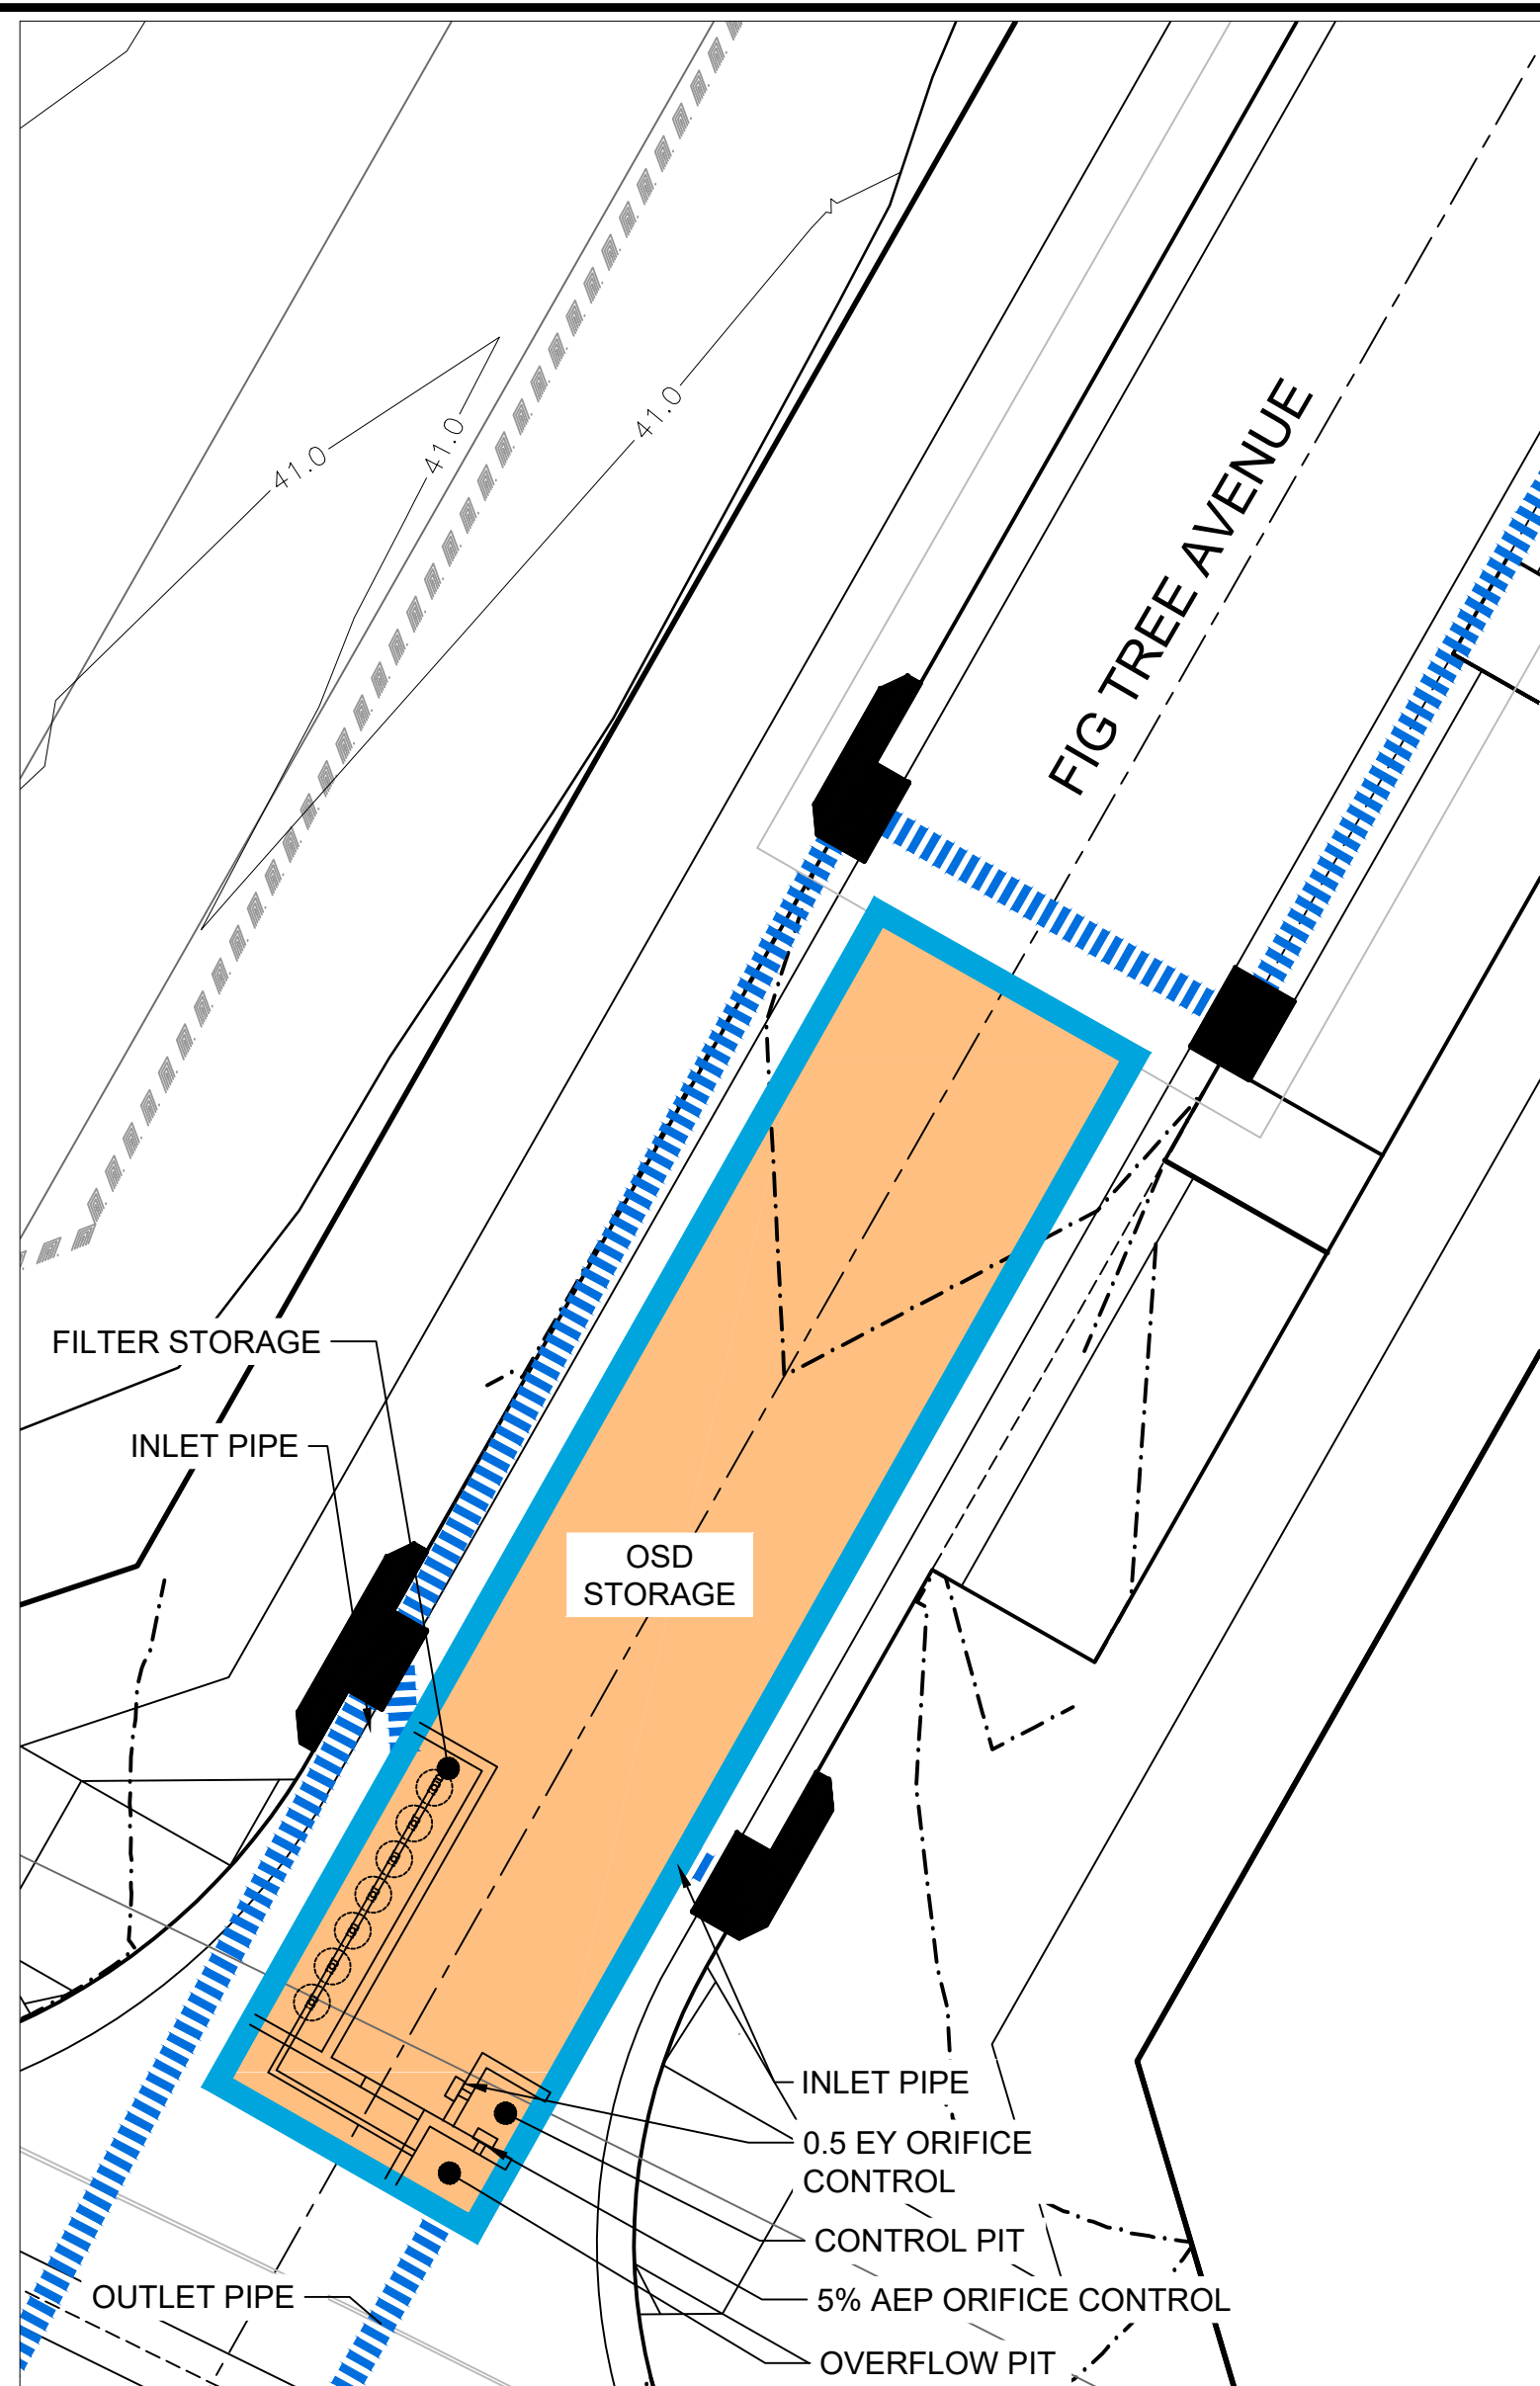 41.0
41.0
41.0
FIG TREE AVENUE
FILTER STORAGE
INLET PIPE
OSD
STORAGE
INLET PIPE
0.5 EY ORIFICE
CONTROL
CONTROL PIT
OUTLET PIPE
5% AEP ORIFICE CONTROL
OVERFLOW PIT